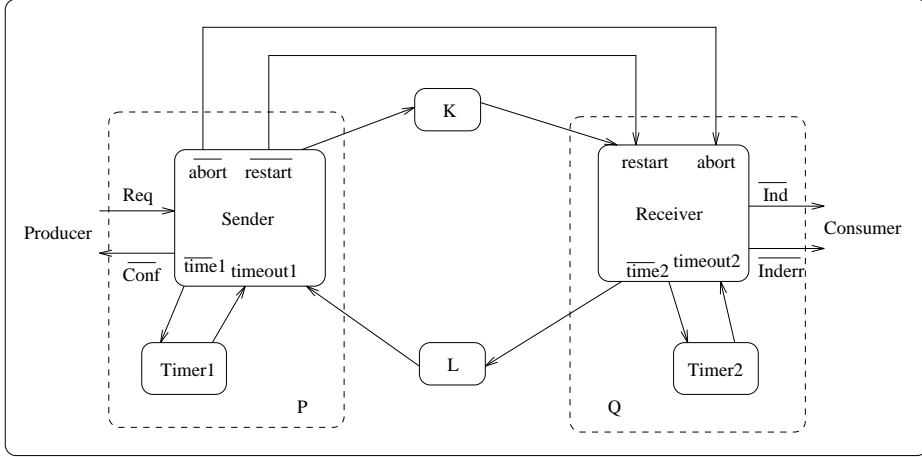 K
abort restart
restart abort
Req
Sender
Receiver
Ind
Producer
Consumer
Conf
time1
timeout1
time2
timeout2
Inderr
Timer1
L
Timer2
P
Q